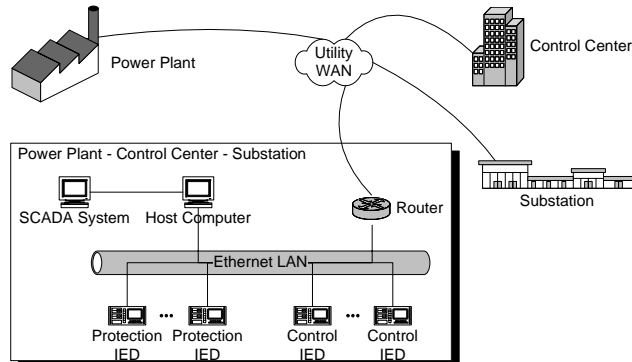 Power Plant
Utility
WAN
Control Center
Substation
Power Plant - Control Center - Substation
SCADA System
Host Computer
Router
Ethernet LAN
Protection
IED
...
Protection
IED
Control
IED
...
Control
IED